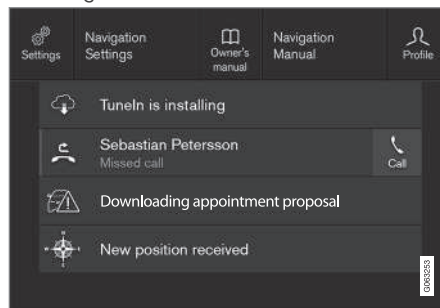 Settings
Navigation
Settings
Owner's
manual
Navigation
Manual
Profile
TuneIn is installing
Sebastian Petersson
Missed call
Call
Downloading appointment proposal
New position received
G063253